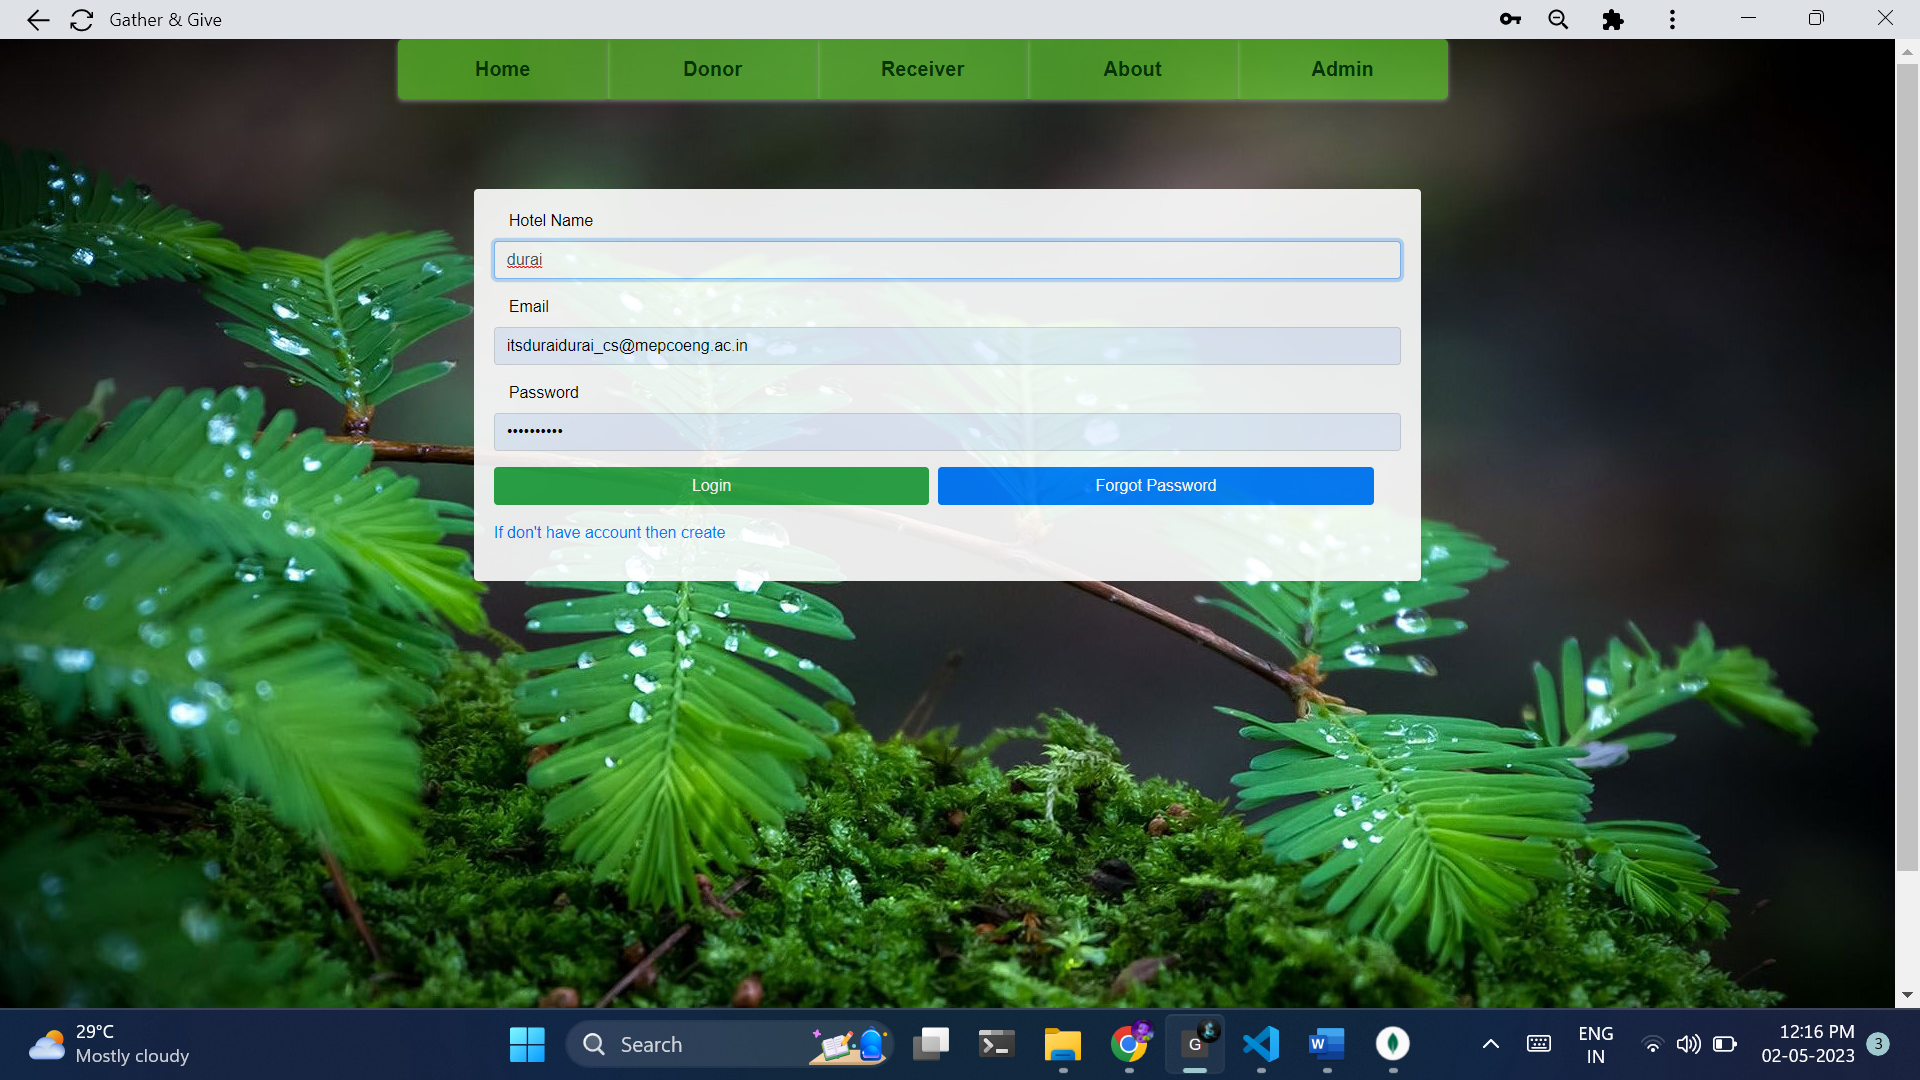 Gather & Give
Home Donor Receiver About Admin
Hotel Name
durai
Email
itsduraidurai_cs@mepcoeng.ac.in
Password
••••••••••
Login Forgot Password
If don't have account then create
29°C
Mostly cloudy
Search
G
W
ENG
IN
12:16 PM
02-05-2023
3